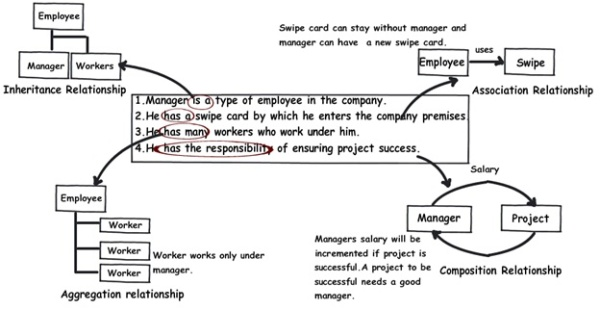 Employee
Manager
Workers
Inheritance Relationship
Swipe card can stay without manager and
manager can have a new swipe card.
Employee
uses
Swipe
Association Relationship
1.Manager is a type of employee in the company.
2.He has a swipe card by which he enters the company premises.
3.He has many workers who work under him.
4.He has the responsibility of ensuring project success.
Employee
Worker
Worker
Worker
Worker works only under
manager.
Aggregation relationship
Salary
Manager
Project
Managers salary will be
incremented if project is
successful.A project to be
successful needs a good
manager.
Composition Relationship